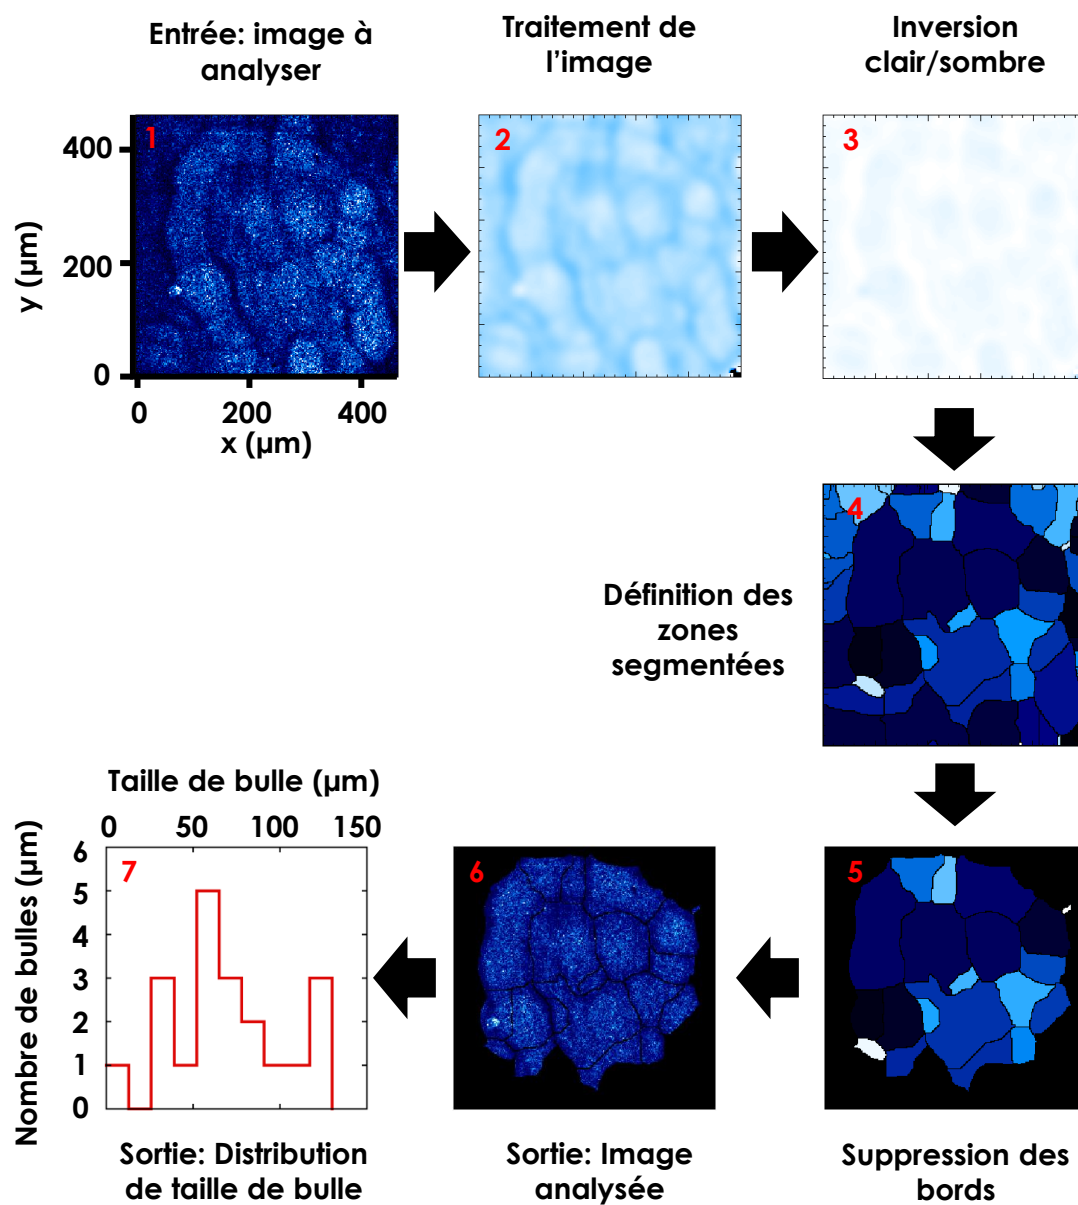 Entrée: image à
analyser
Traitement de
l'image
Inversion
clair/sombre
1
2
3
400
200
0
y (µm)
0 200 400
x (µm)
4
Définition des
zones
segmentées
Taille de bulle (µm)
0 50 100 150
Nombre de bulles (µm)
6
5
4
3
2
1
0
7
6
5
Sortie: Distribution
de taille de bulle
Sortie: Image
analysée
Suppression des
bords